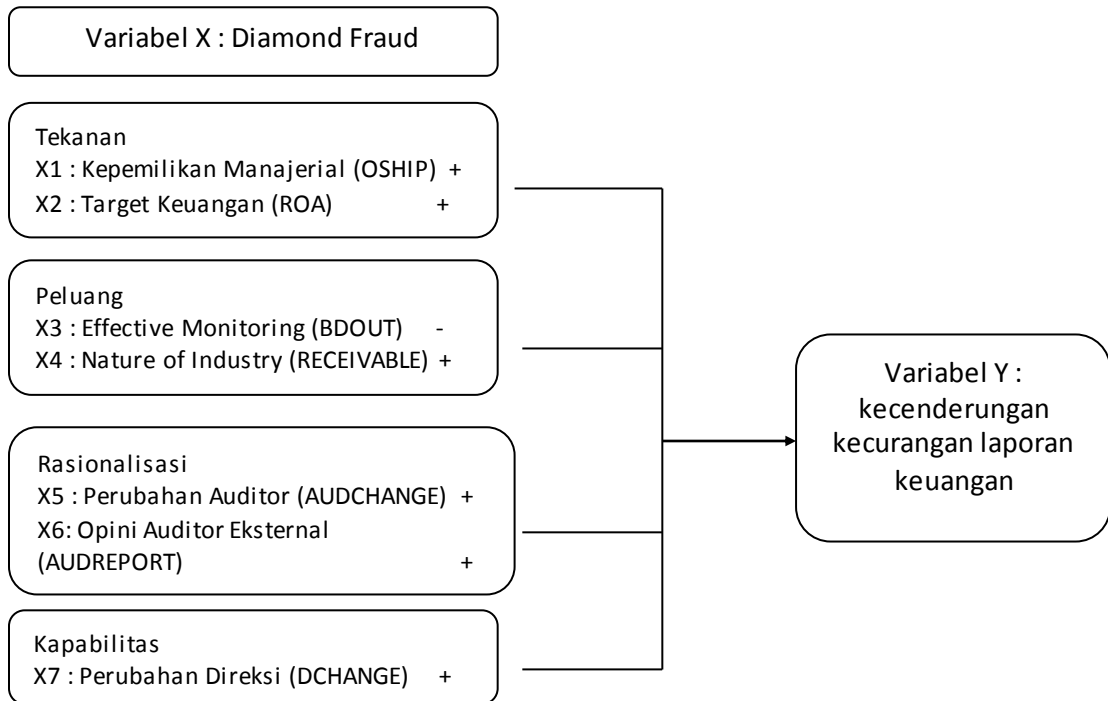 Variabel X : Diamond Fraud
Tekanan
X1 : Kepemilikan Manajerial (OSHIP) +
X2 : Target Keuangan (ROA) +
Peluang
X3 : Effective Monitoring (BDOUT) -
X4 : Nature of Industry (RECEIVABLE) +
Rasionalisasi
X5 : Perubahan Auditor (AUDCHANGE) +
X6: Opini Auditor Eksternal
(AUDREPORT) +
Kapabilitas
X7 : Perubahan Direksi (DCHANGE) +
Variabel Y :
kecenderungan
kecurangan laporan
keuangan